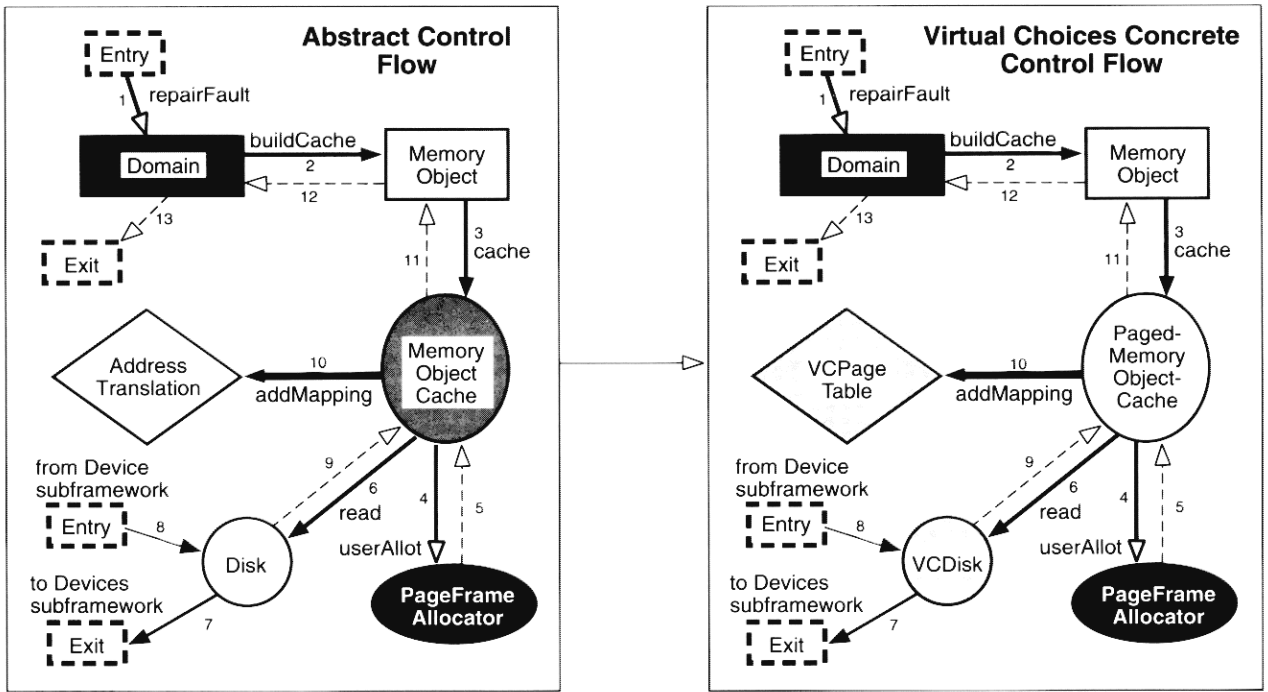 Abstract Control
Flow
Entry
1
repairFault
Domain
buildCache
2
12
Memory
Object
13
Exit
11
3
cache
Address
Translation
10
addMapping
Memory
Object
Cache
from Device
subframework
Entry
8
9
6
read
4
5
userAllot
Disk
to Devices
subframework
Exit
7
PageFrame
Allocator
Virtual Choices Concrete
Control Flow
Entry
1
repairFault
Domain
buildCache
2
12
Memory
Object
13
Exit
11
3
cache
VCPage
Table
10
addMapping
Paged-
Memory
Object-
Cache
from Device
subframework
Entry
8
9
6
read
4
5
userAllot
VCDisk
to Devices
subframework
Exit
7
PageFrame
Allocator